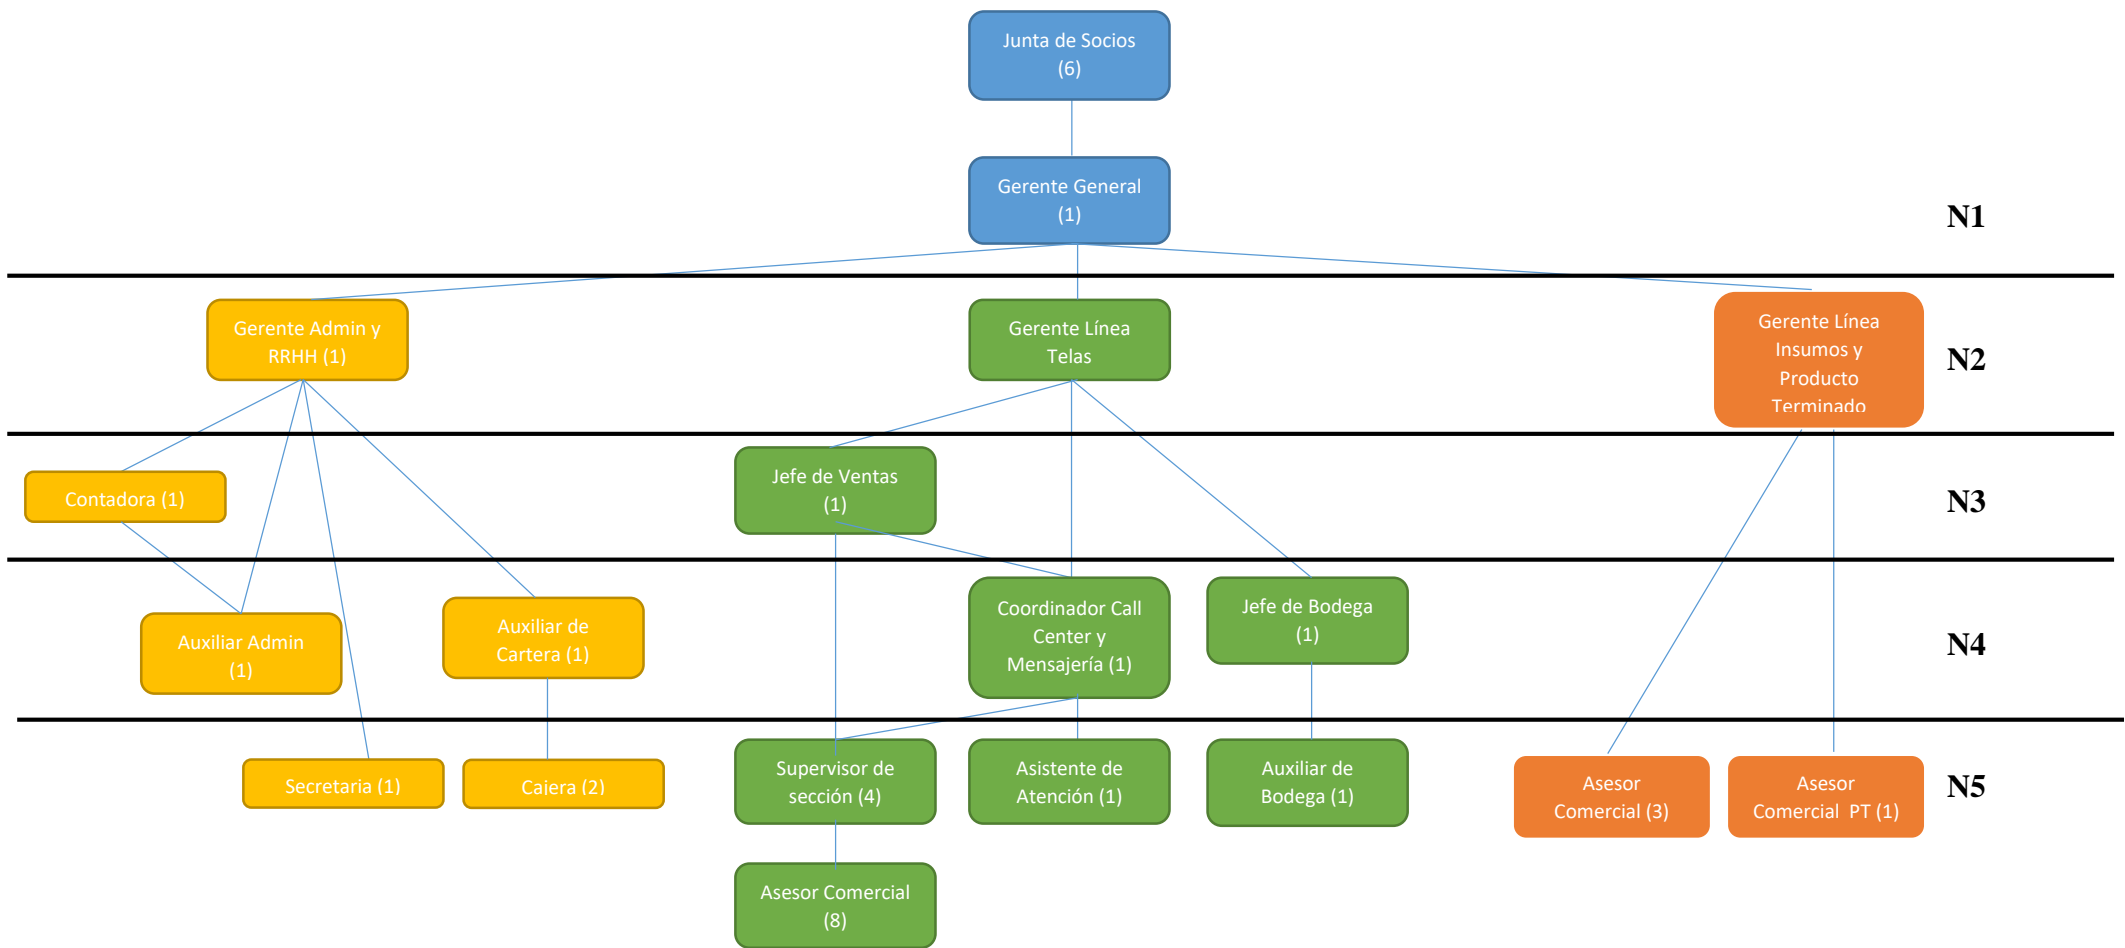 Junta de Socios
(6)
Gerente General
(1)
N1
Gerente Admin y
RRHH (1)
Gerente Línea
Telas
Gerente Línea
Insumos y
Producto
Terminado
N2
Contadora (1)
Jefe de Ventas
(1)
N3
Auxiliar Admin
(1)
Auxiliar de
Cartera (1)
Coordinador Call
Center y
Mensajería (1)
Jefe de Bodega
(1)
N4
Secretaria (1)
Cajera (2)
Supervisor de
sección (4)
Asistente de
Atención (1)
Auxiliar de
Bodega (1)
Asesor
Comercial (3)
Asesor
Comercial PT (1)
N5
Asesor Comercial
(8)